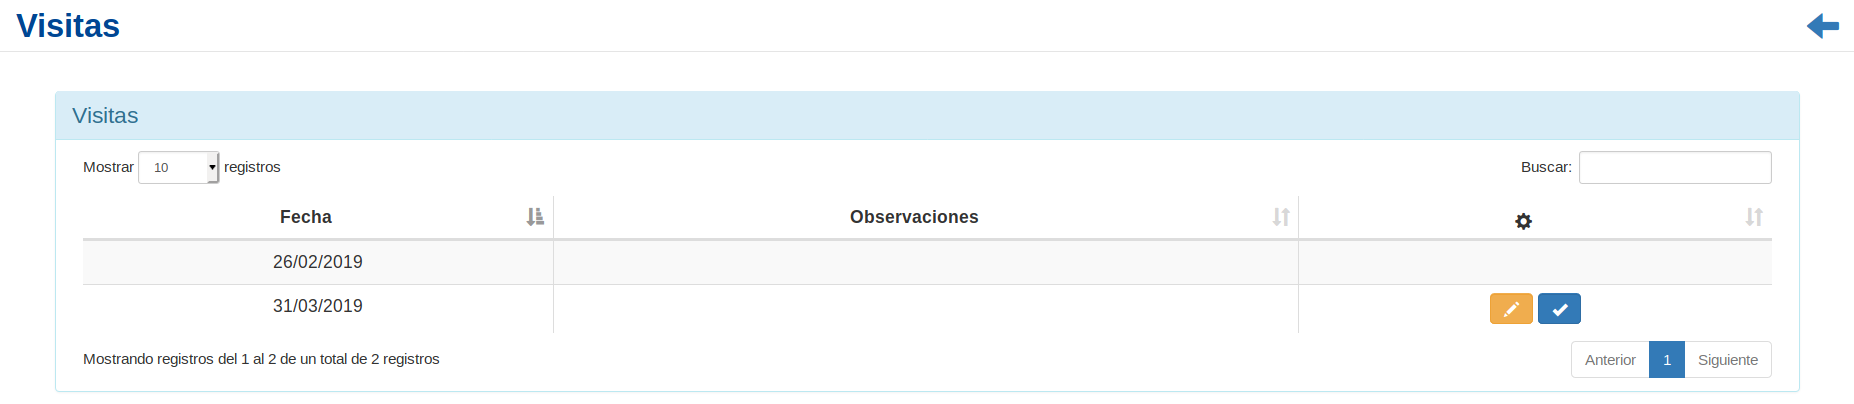 Visitas
Visitas
Mostrar 10 registros
Buscar:
Fecha Observaciones
26/02/2019
31/03/2019
Mostrando registros del 1 al 2 de un total de 2 registros
Anterior 1 Siguiente